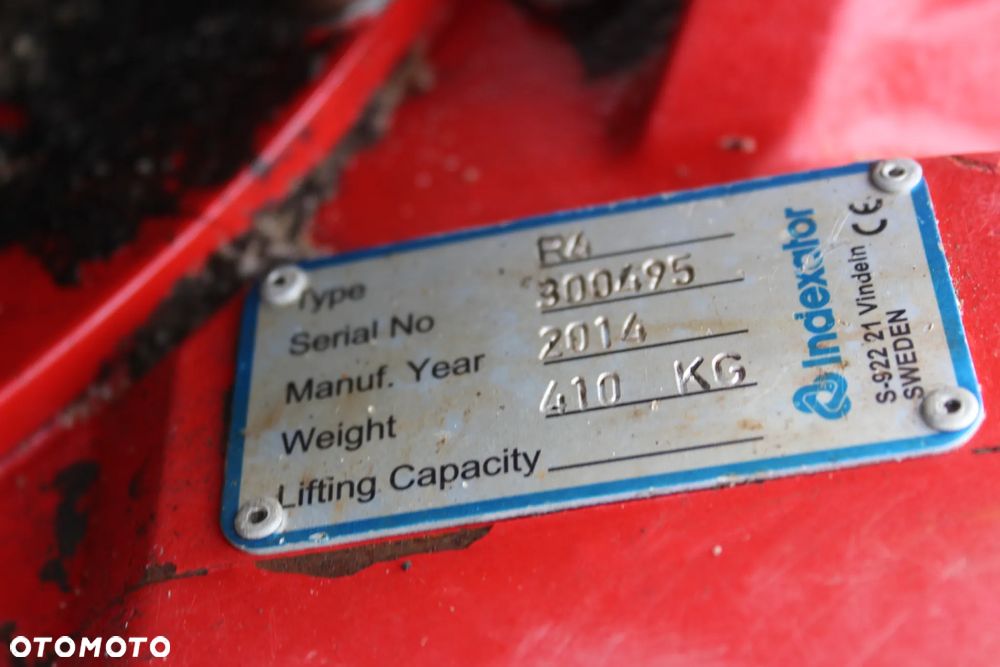 Type R4
Serial No 300495
Manuf. Year 2014
Weight 410 KG
Lifting Capacity
Indexator
S-922 21 Vindeln
SWEDEN
CE
OTOMOTO